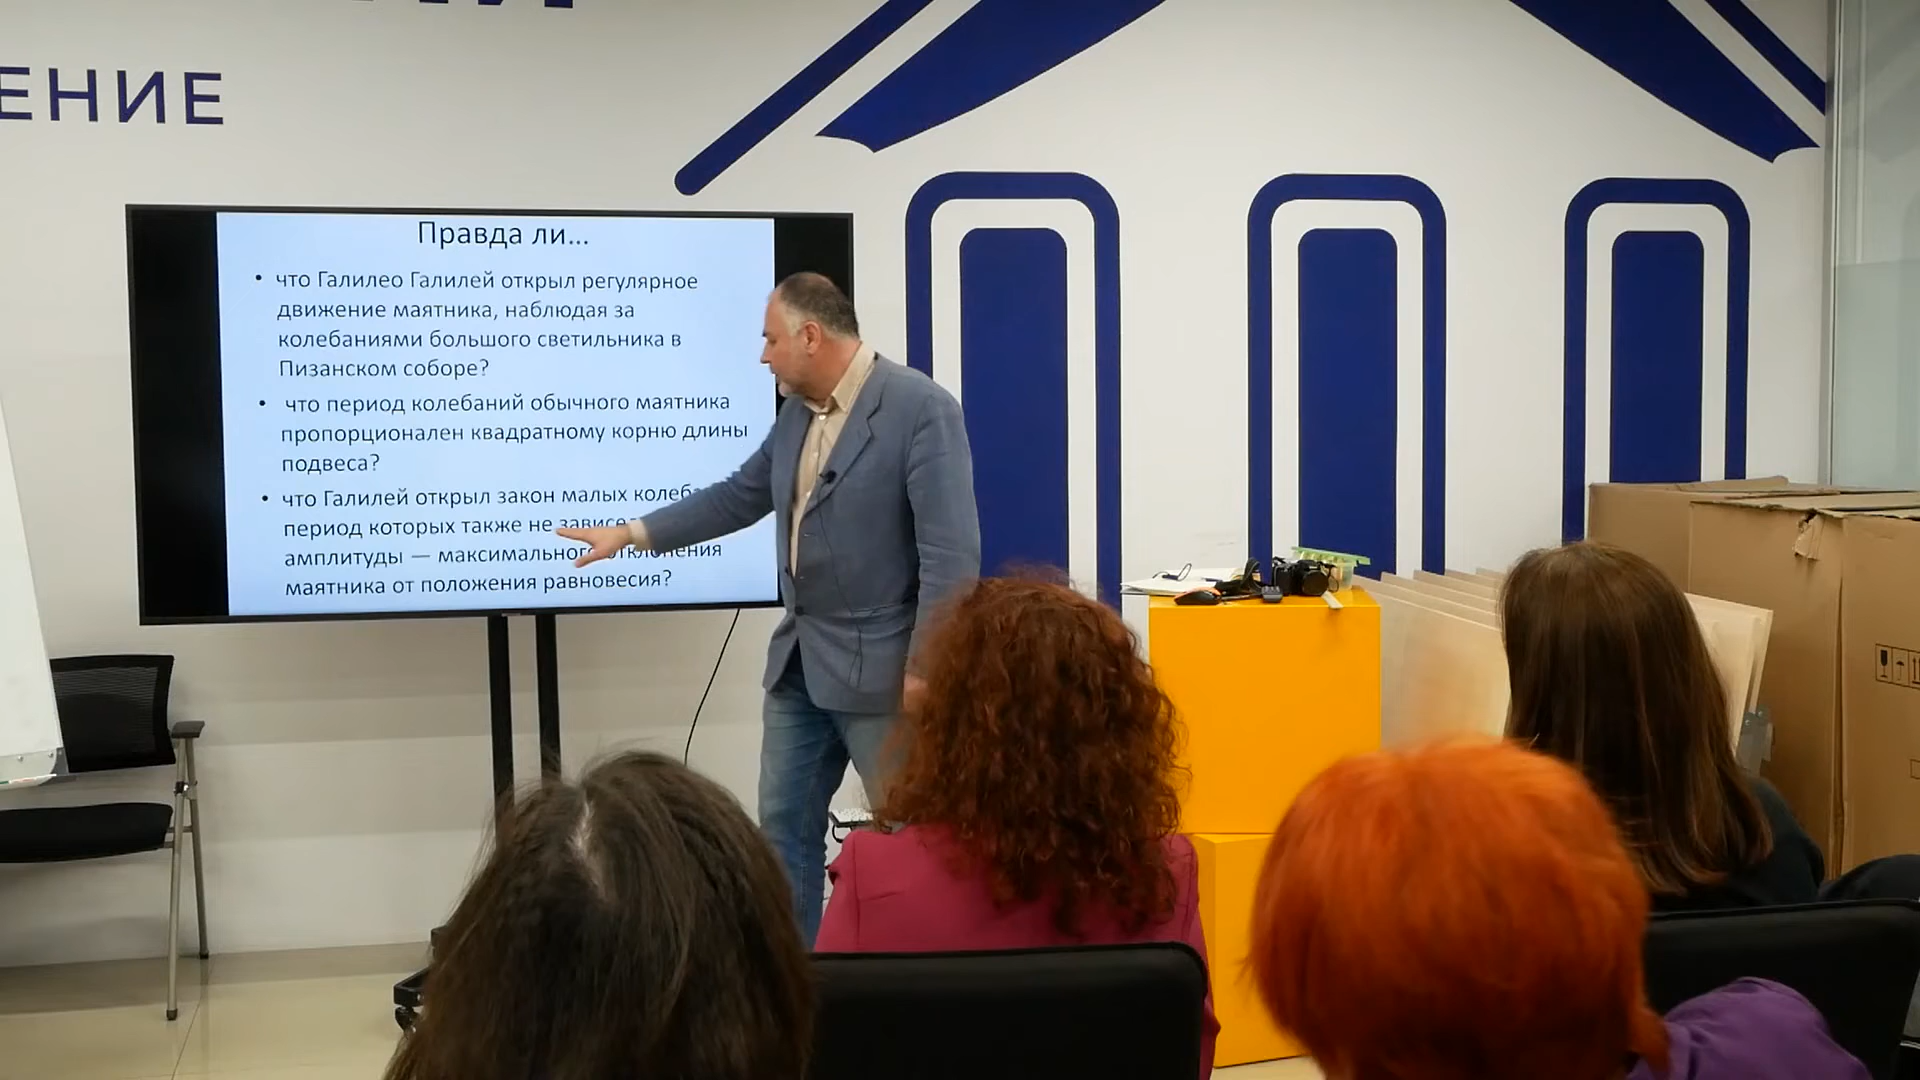 ЕНИЕ
Правда ли...
• что Галилео Галилей открыл регулярное
движение маятника, наблюдая за
колебаниями большого светильника в
Пизанском соборе?
• что период колебаний обычного маятника
пропорционален квадратному корню длины
подвеса?
• что Галилей открыл закон малых
период которых также не
амплитуды — максимального отклонения
маятника от положения равновесия?